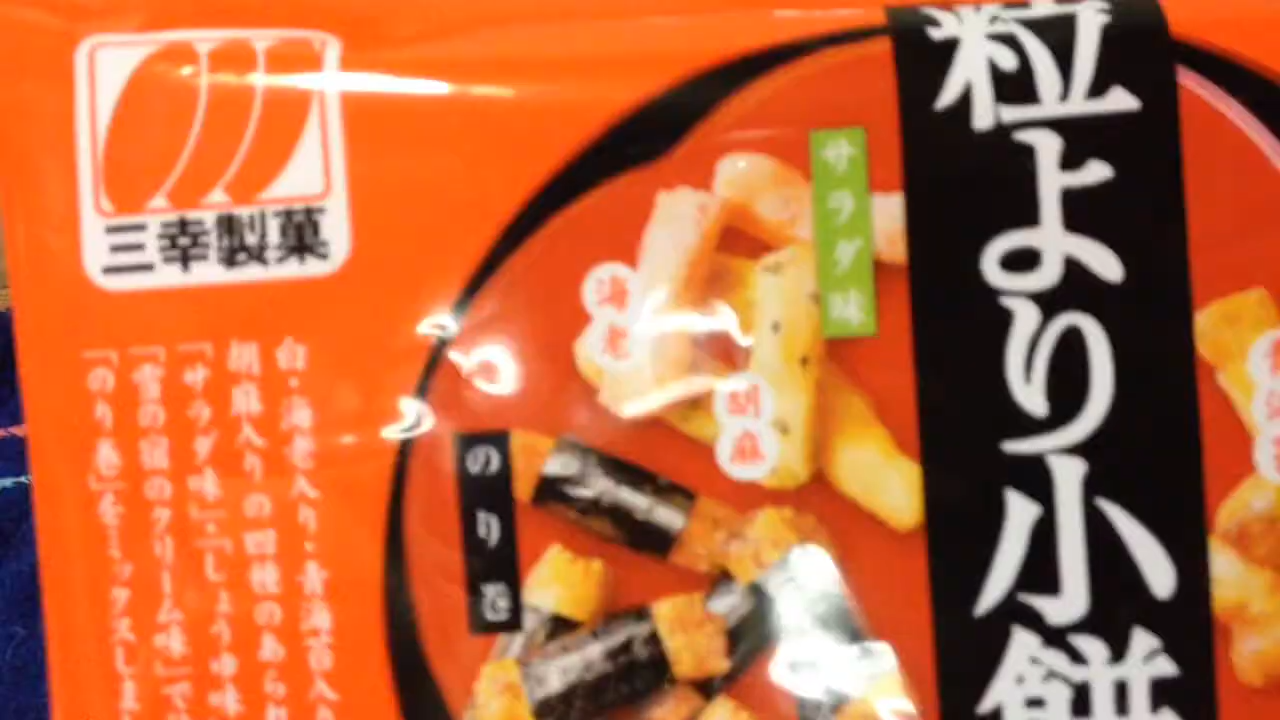 三幸製菓
粒より小餅
サラダ味
海老
胡麻
のり巻
白・海老入り・青海苔入り
胡麻入りの四種のあられ
「サラダ味」・「しょうゆ味
「雪の宿のクリーム味」で
「のり巻」をミックスしま